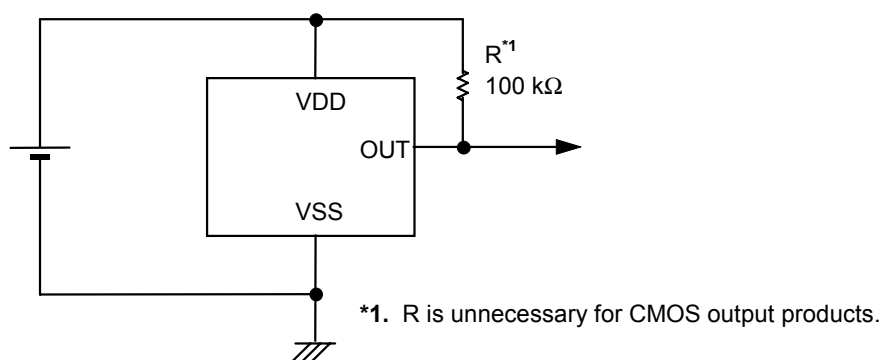 R*1
100 kΩ
VDD
OUT
VSS
*1. R is unnecessary for CMOS output products.